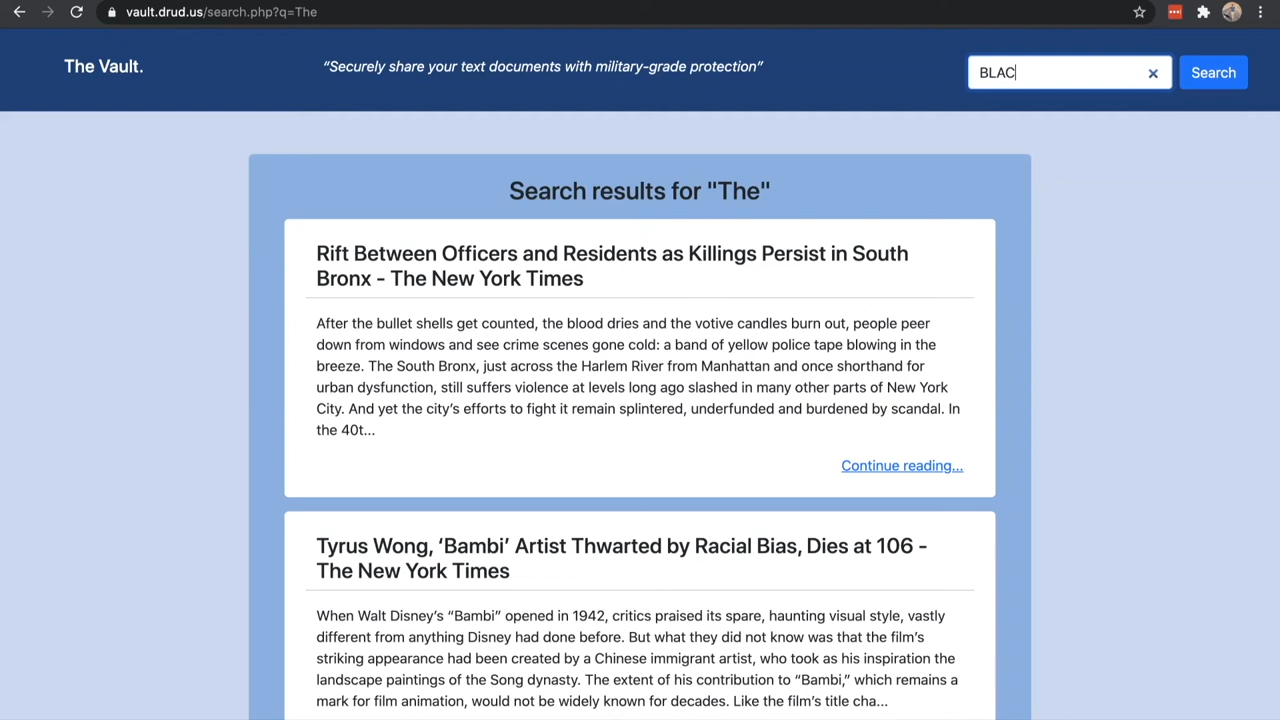 vault.drud.us/search.php?q=The
The Vault.
“Securely share your text documents with military-grade protection”
BLAC
Search
Search results for "The"
Rift Between Officers and Residents as Killings Persist in South
Bronx - The New York Times
After the bullet shells get counted, the blood dries and the votive candles burn out, people peer
down from windows and see crime scenes gone cold: a band of yellow police tape blowing in the
breeze. The South Bronx, just across the Harlem River from Manhattan and once shorthand for
urban dysfunction, still suffers violence at levels long ago slashed in many other parts of New York
City. And yet the city’s efforts to fight it remain splintered, underfunded and burdened by scandal. In
the 40t...
Continue reading...
Tyrus Wong, ‘Bambi’ Artist Thwarted by Racial Bias, Dies at 106 -
The New York Times
When Walt Disney’s “Bambi” opened in 1942, critics praised its spare, haunting visual style, vastly
different from anything Disney had done before. But what they did not know was that the film’s
striking appearance had been created by a Chinese immigrant artist, who took as his inspiration the
landscape paintings of the Song dynasty. The extent of his contribution to “Bambi,” which remains a
mark for film animation, would not be widely known for decades. Like the film’s title cha...